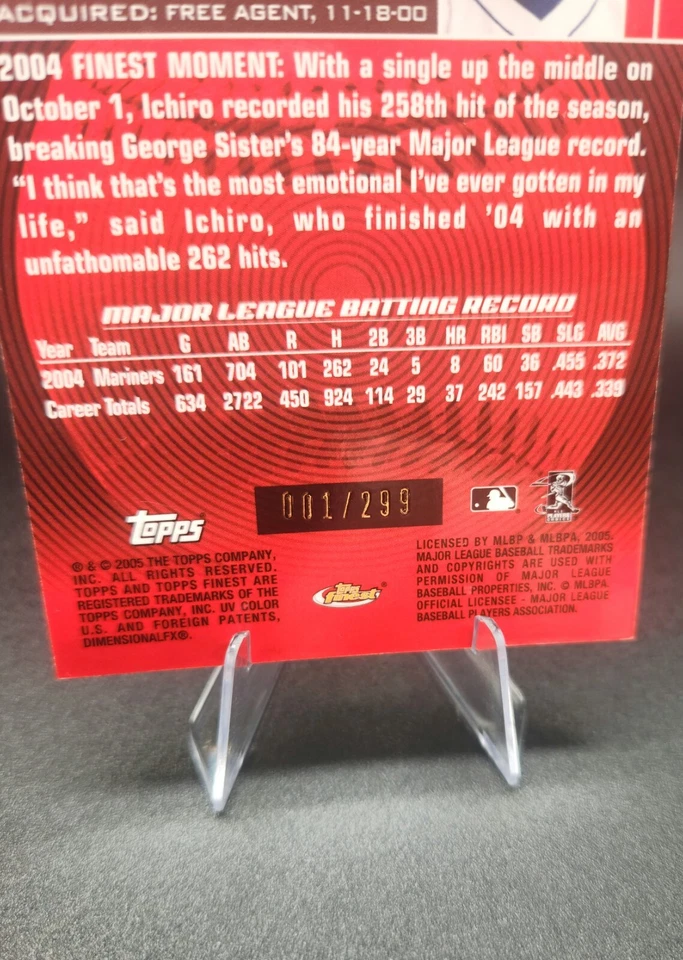 ACQUIRED: FREE AGENT, 11-18-00
2004 FINEST MOMENT: With a single up the middle on
October 1, Ichiro recorded his 258th hit of the season,
breaking George Sister's 84-year Major League record.
"I think that's the most emotional I've ever gotten in my
life," said Ichiro, who finished '04 with an
unfathomable 262 hits.
MAJOR LEAGUE BATTING RECORD
Year Team G AB R H 2B 3B HR RBI SB SLG AVG
2004 Mariners 161 704 101 262 24 5 8 60 36 .455 .372
Career Totals 634 2722 450 924 114 29 37 242 157 .443 .339
001/299
topps
® & © 2005 THE TOPPS COMPANY,
INC. ALL RIGHTS RESERVED.
TOPPS AND TOPPS FINEST ARE
REGISTERED TRADEMARKS OF THE
TOPPS COMPANY, INC. UV COLOR
U.S. AND FOREIGN PATENTS,
DIMENSIONALFX®.
topps
finest
LICENSED BY MLBP & MLBPA, 2005.
MAJOR LEAGUE BASEBALL TRADEMARKS
AND COPYRIGHTS ARE USED WITH
PERMISSION OF MAJOR LEAGUE
BASEBALL PROPERTIES, INC. © MLBPA
OFFICIAL LICENSEE - MAJOR LEAGUE
BASEBALL PLAYERS ASSOCIATION.